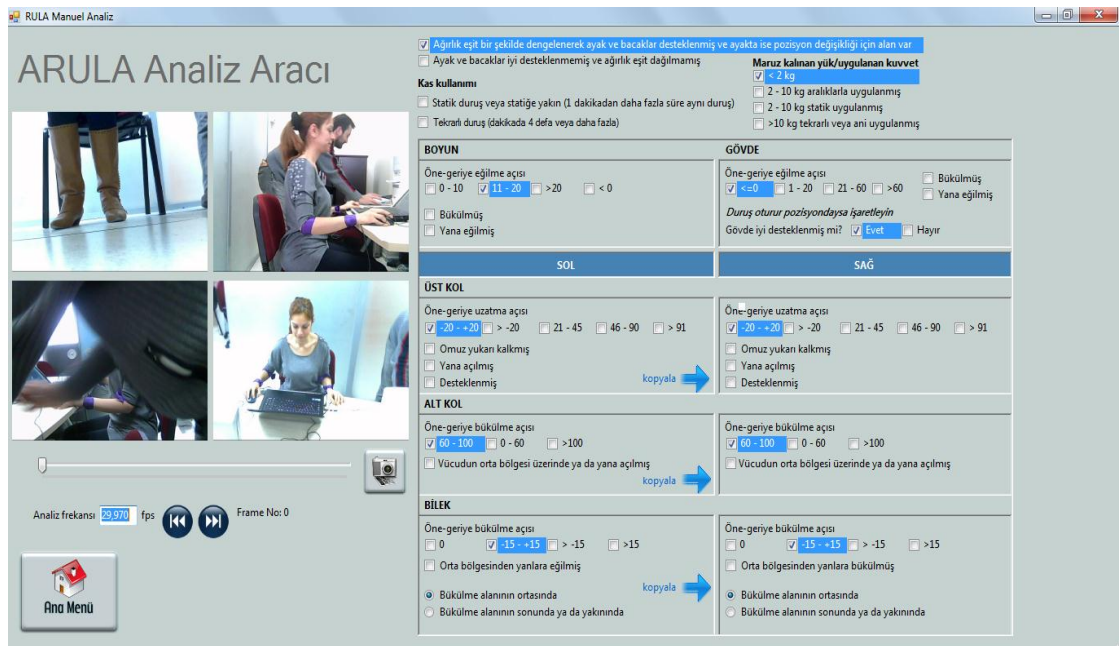 RULA Manuel Analiz
ARULA Analiz Aracı
Ağırlık eşit bir şekilde dengelenerek ayak ve bacaklar desteklenmiş ve ayakta ise pozisyon değişikliği için alan var
Ayak ve bacaklar iyi desteklenmemiş ve ağırlık eşit dağılmamış
Kas kullanımı
Statik duruş veya statiğe yakın (1 dakikadan daha fazla süre aynı duruş)
Tekrarlı duruş (dakikada 4 defa veya daha fazla)
Maruz kalınan yük/uygulanan kuvvet
< 2 kg
2 - 10 kg aralıklarla uygulanmış
2 - 10 kg statik uygulanmış
>10 kg tekrarlı veya ani uygulanmış
BOYUN
Öne-geriye eğilme açısı
0 - 10 11 - 20 >20 < 0
Bükülmüş
Yana eğilmiş
GÖVDE
Öne-geriye eğilme açısı
<=0 1 - 20 21 - 60 >60
Bükülmüş
Yana eğilmiş
Duruş oturur pozisyondaysa işaretleyin
Gövde iyi desteklenmiş mi? Evet Hayır
SOL SAĞ
ÜST KOL
Öne-geriye uzatma açısı
-20 - +20 > -20 21 - 45 46 - 90 > 91
Omuz yukarı kalkmış
Yana açılmış
Desteklenmiş
kopyala
Öne-geriye uzatma açısı
-20 - +20 > -20 21 - 45 46 - 90 > 91
Omuz yukarı kalkmış
Yana açılmış
Desteklenmiş
ALT KOL
Öne-geriye bükülme açısı
60 - 100 0 - 60 >100
Vücudun orta bölgesi üzerinde ya da yana açılmış
kopyala
Öne-geriye bükülme açısı
60 - 100 0 - 60 >100
Vücudun orta bölgesi üzerinde ya da yana açılmış
BİLEK
Öne-geriye bükülme açısı
0 -15 - +15 > -15 >15
Orta bölgesinden yanlara eğilmiş
kopyala
Bükülme alanının ortasında
Bükülme alanının sonunda ya da yakınında
Öne-geriye bükülme açısı
0 -15 - +15 > -15 >15
Orta bölgesinden yanlara bükülmüş
Bükülme alanının ortasında
Bükülme alanının sonunda ya da yakınında
Analiz frekansı 29,970 fps Frame No: 0
Ana Menü